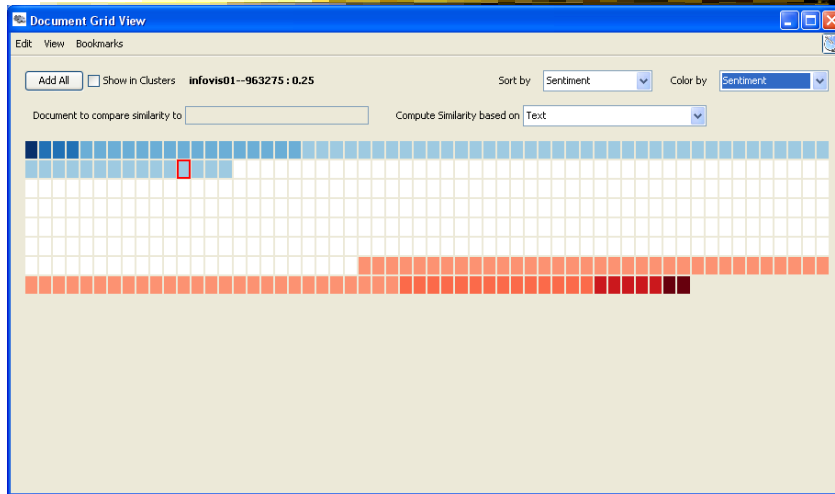 Document Grid View
Edit View Bookmarks
Add All Show in Clusters infovis01--963275 : 0.25 Sort by Sentiment Color by Sentiment
Document to compare similarity to Compute Similarity based on Text